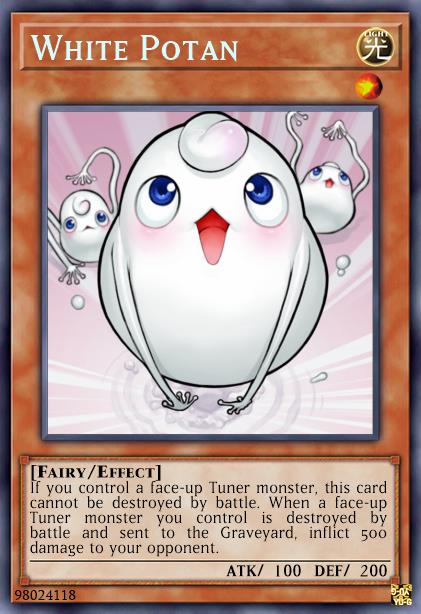 WHITE POTAN
LIGHT
光
[FAIRY/EFFECT]
If you control a face-up Tuner monster, this card
cannot be destroyed by battle. When a face-up
Tuner monster you control is destroyed by
battle and sent to the Graveyard, inflict 500
damage to your opponent.
ATK/ 100 DEF/ 200
98024118